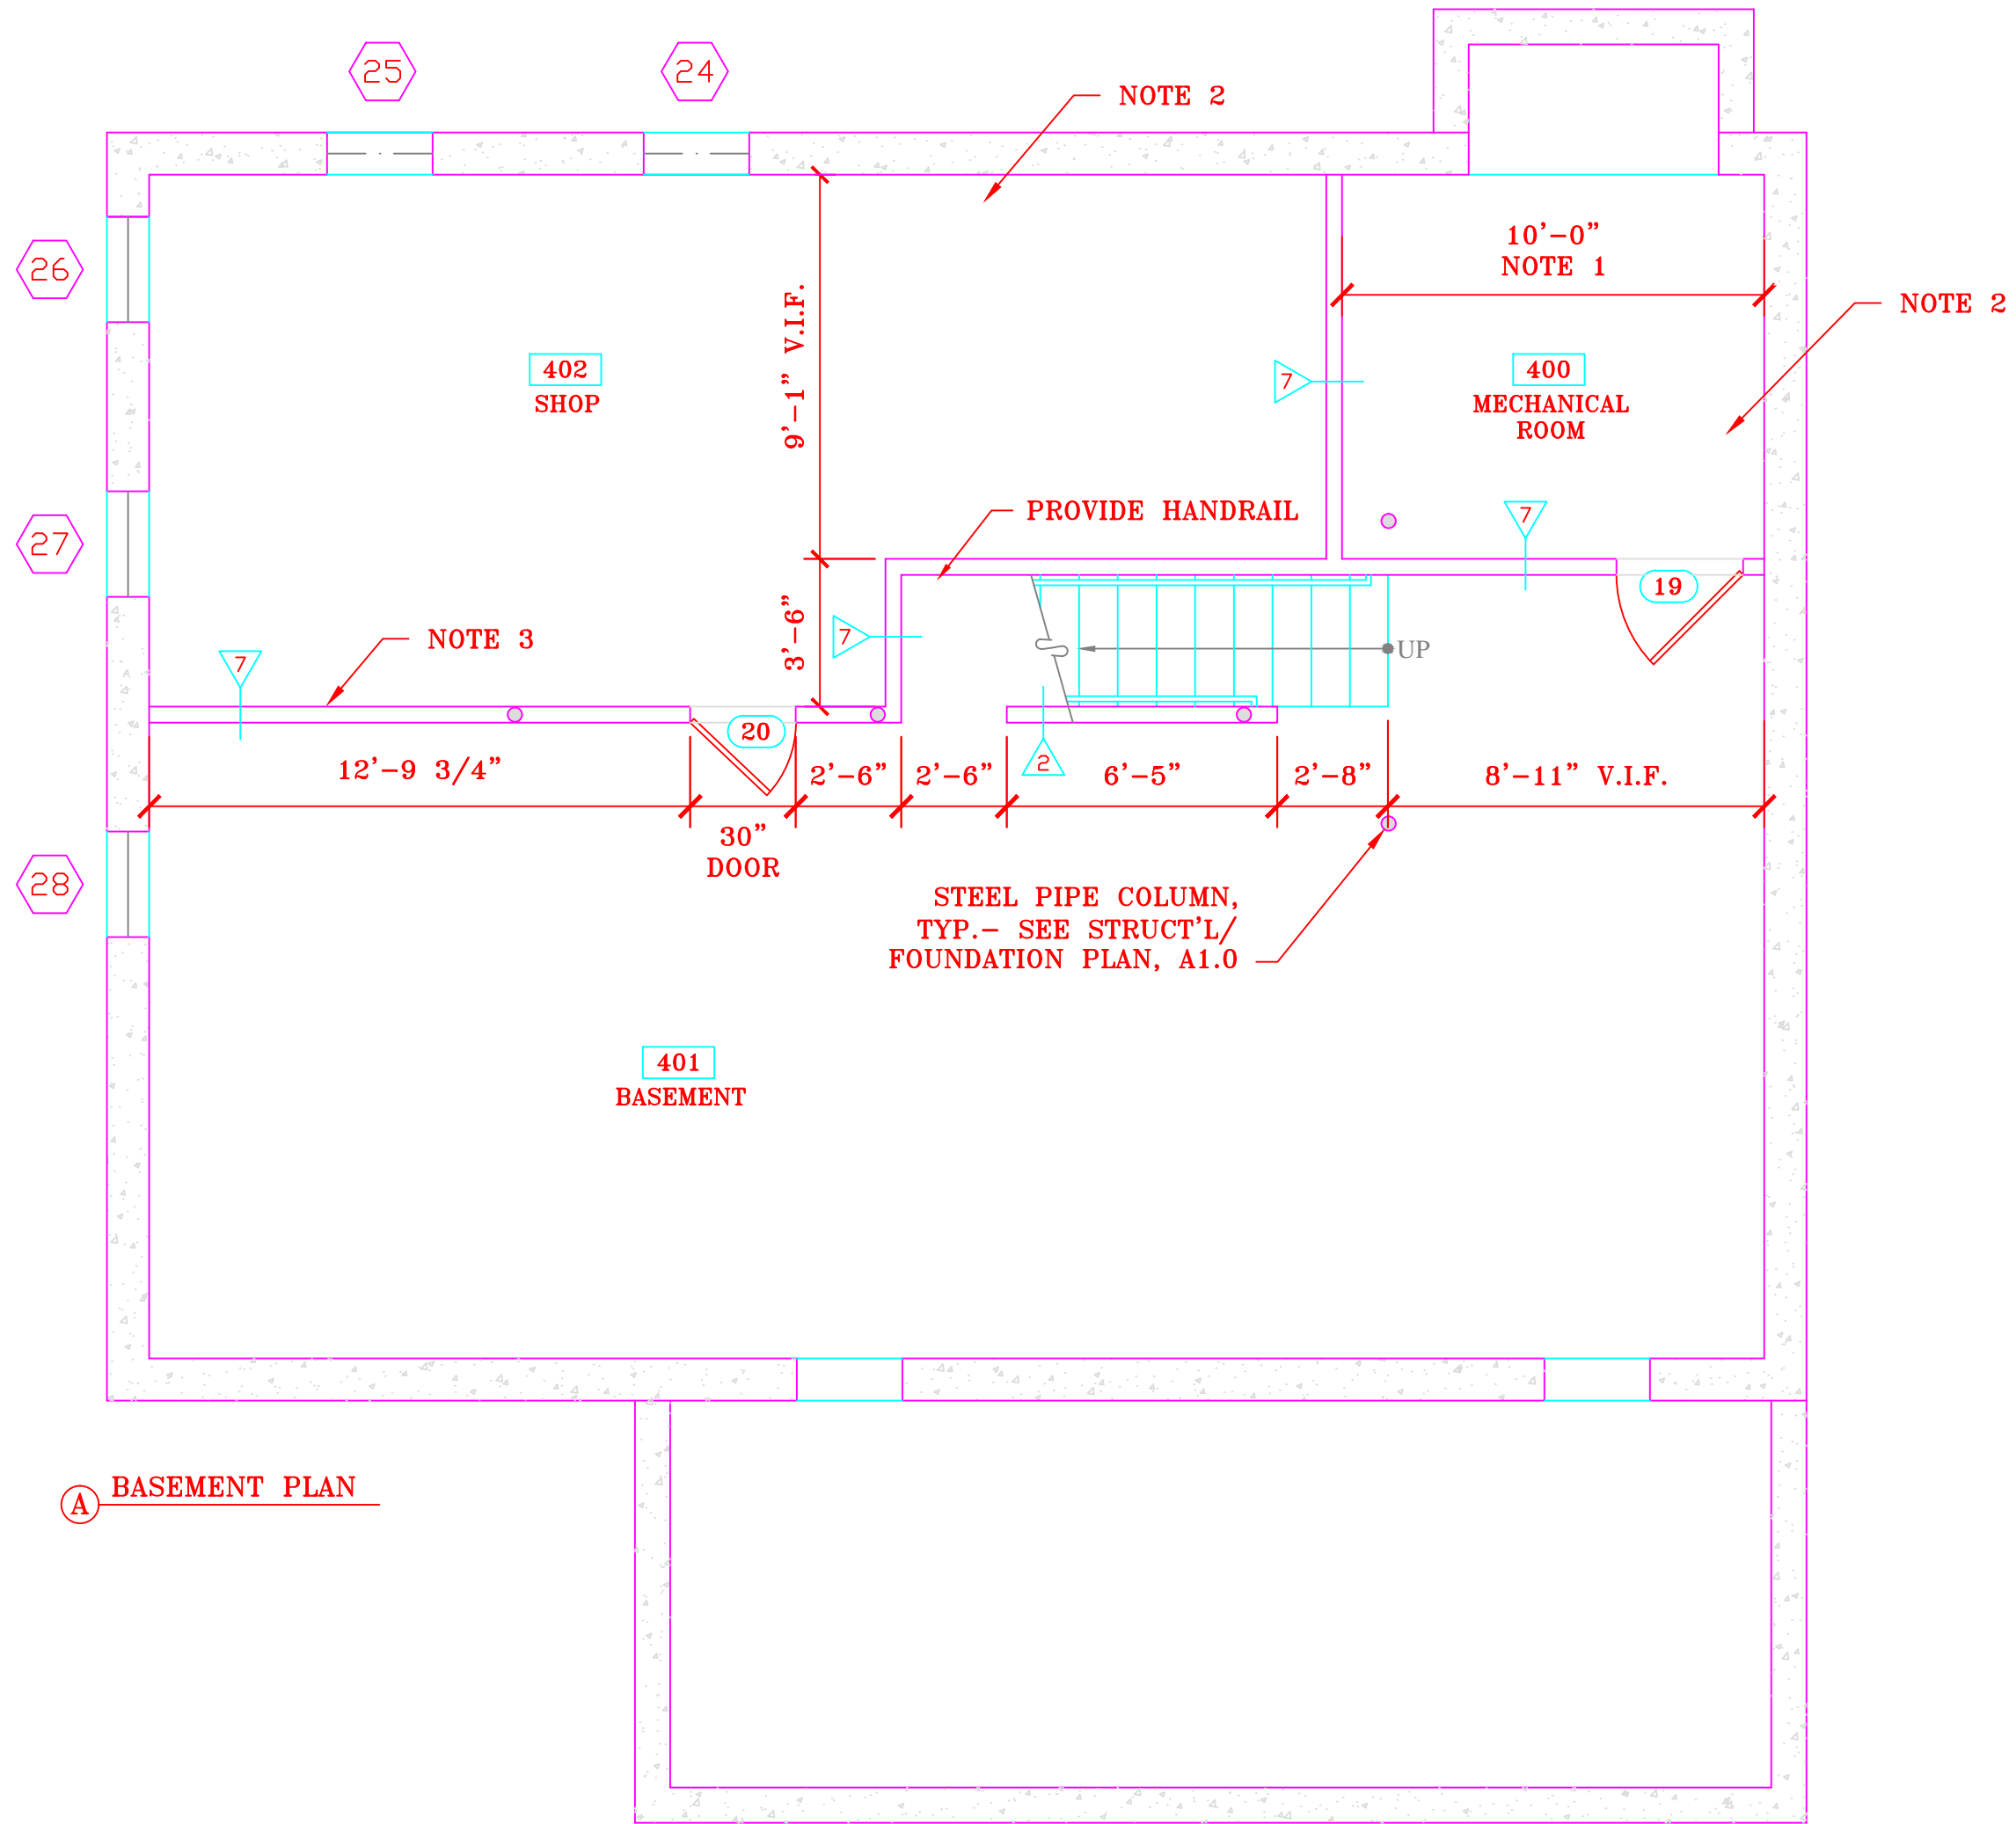 25
24
NOTE 2
26
10'-0"
NOTE 1
NOTE 2
9'-1" V.I.F.
402
SHOP
7
400
MECHANICAL
ROOM
27
PROVIDE HANDRAIL
7
19
3'-6"
7
NOTE 3
7
UP
20
2
12'-9 3/4"
2'-6"
2'-6"
6'-5"
2'-8"
8'-11" V.I.F.
30"
DOOR
28
STEEL PIPE COLUMN,
TYP.- SEE STRUCT'L/
FOUNDATION PLAN, A1.0
401
BASEMENT
BASEMENT PLAN
A